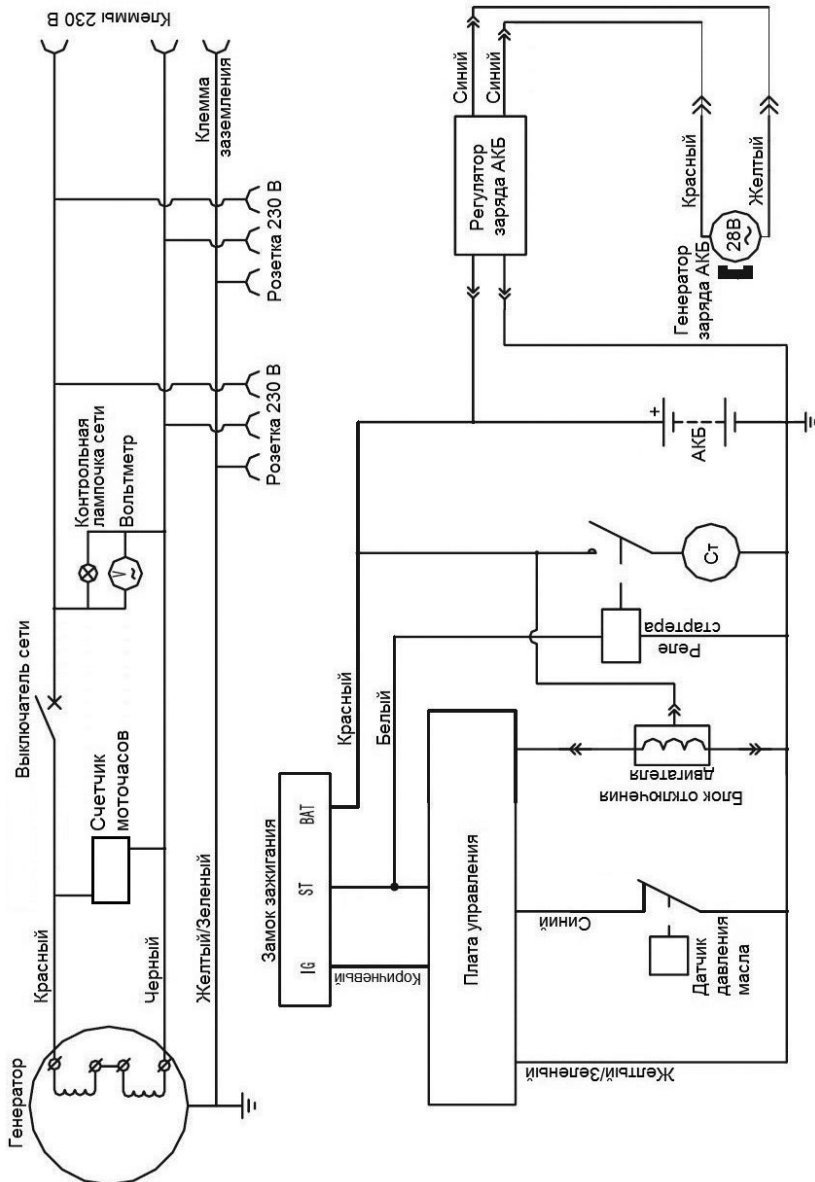 Генератор
Красный
Черный
Желтый/Зеленый
Счетчик
моточасов
Выключатель сети
Контрольная
лампочка сети
Вольтметр
V
Розетка 230 В
Розетка 230 В
Клемма
заземления
Клеммы 230 В
Замок зажигания
IG
ST
BAT
Коричневый
Белый
Красный
Плата управления
Желтый/Зеленый
Синий
Датчик
давления
масла
Блок отключения
двигателя
Реле
стартера
Ст
+
АКБ
Регулятор
заряда АКБ
Синий
Синий
Генератор
заряда АКБ
28В
Красный
Желтый